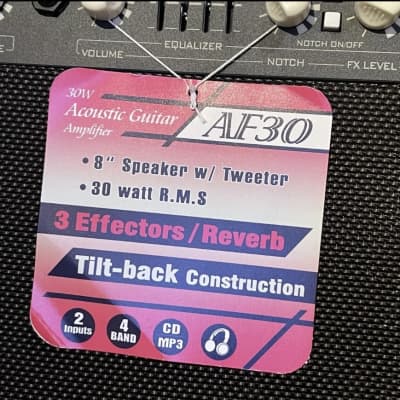 NOTCH ON/OFF
EQUALIZER
VOLUME
NOTCH
FX LEVEL
30W
Acoustic Guitar
Amplifier
AF30
• 8" Speaker w/ Tweeter
• 30 watt R.M.S
3 Effectors/Reverb
Tilt-back Construction
2
Inputs
4
BAND
CD
MP3